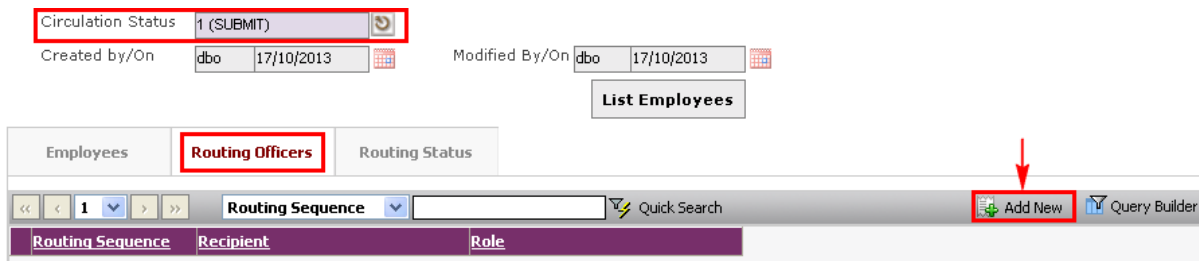 Circulation Status 1 (SUBMIT)
Created by/On dbo 17/10/2013 Modified By/On dbo 17/10/2013
List Employees
Employees Routing Officers Routing Status
<< < 1 > >> Routing Sequence Quick Search Add New Query Builder
Routing Sequence Recipient Role